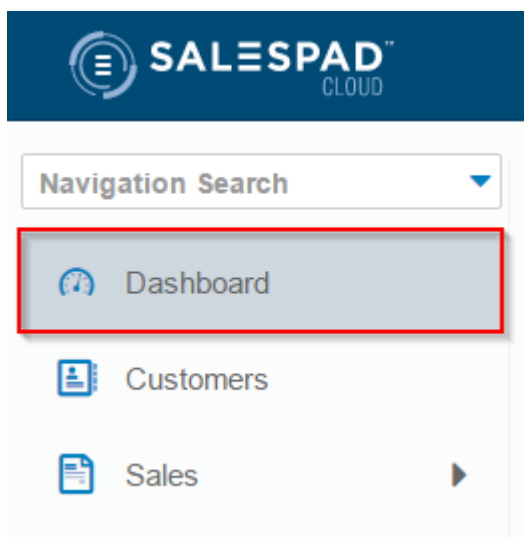 SALESPAD™
CLOUD
Navigation Search
Dashboard
Customers
Sales